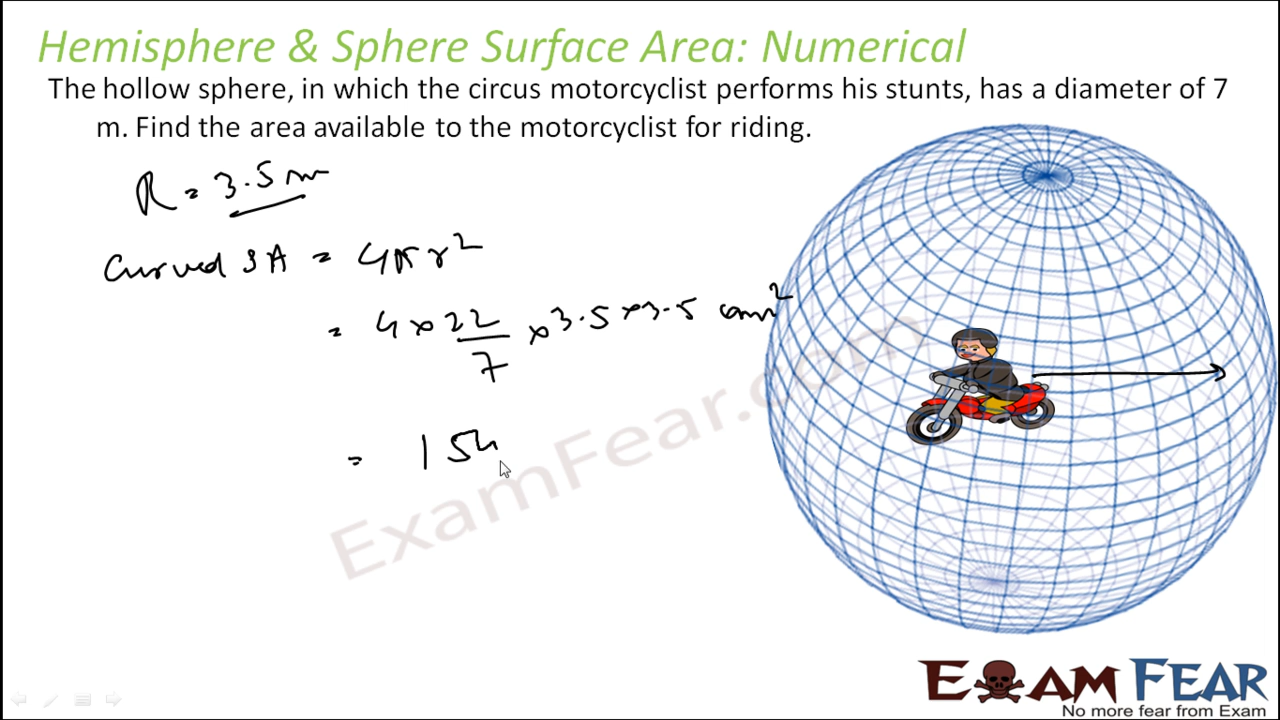 Hemisphere & Sphere Surface Area: Numerical
The hollow sphere, in which the circus motorcyclist performs his stunts, has a diameter of 7
m. Find the area available to the motorcyclist for riding.
R = 3.5 m
Curved SA = 4πr²
= 4 × 22/7 × 3.5 × 3.5 cm²
= 154
ExamFear.com
EXAM FEAR
No more fear from Exam